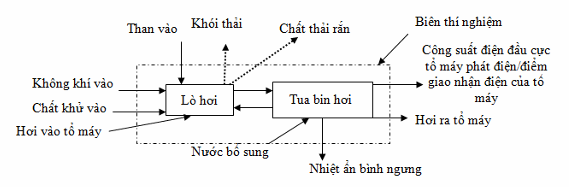 Khói thải
Than vào
Chất thải rắn
Biên thí nghiệm
Công suất điện đầu cực
tổ máy phát điện/điểm
giao nhận điện của tổ
máy
Không khí vào
Chất khử vào
Lò hơi
Tua bin hơi
Hơi vào tổ máy
Hơi ra tổ máy
Nước bổ sung
Nhiệt ẩn bình ngưng